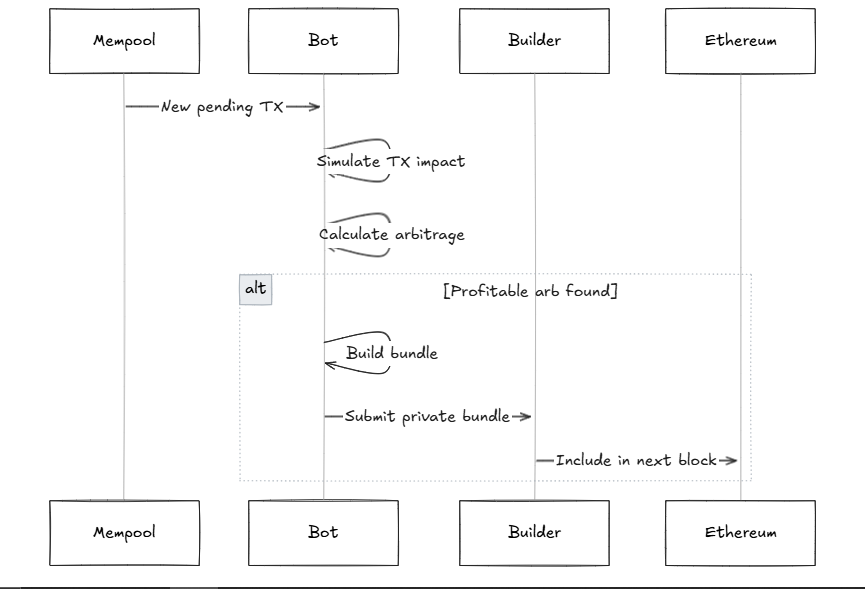 Mempool
Bot
Builder
Ethereum
New pending TX
Simulate TX impact
Calculate arbitrage
alt
[Profitable arb found]
Build bundle
Submit private bundle
Include in next block
Mempool
Bot
Builder
Ethereum